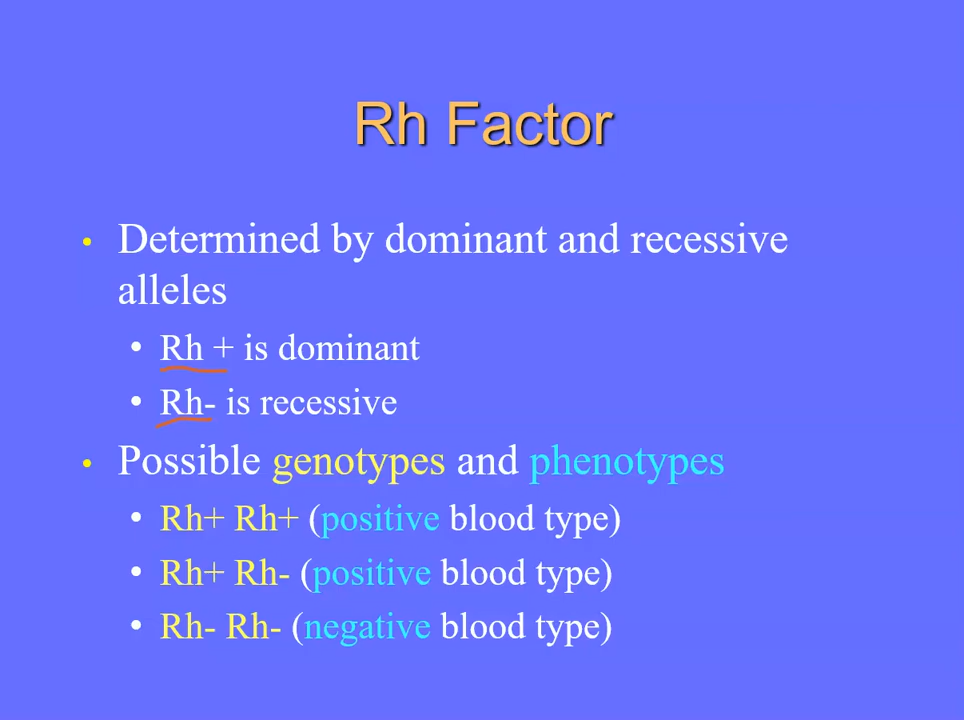 Rh Factor
• Determined by dominant and recessive
alleles
• Rh + is dominant
• Rh- is recessive
• Possible genotypes and phenotypes
• Rh+ Rh+ (positive blood type)
• Rh+ Rh- (positive blood type)
• Rh- Rh- (negative blood type)